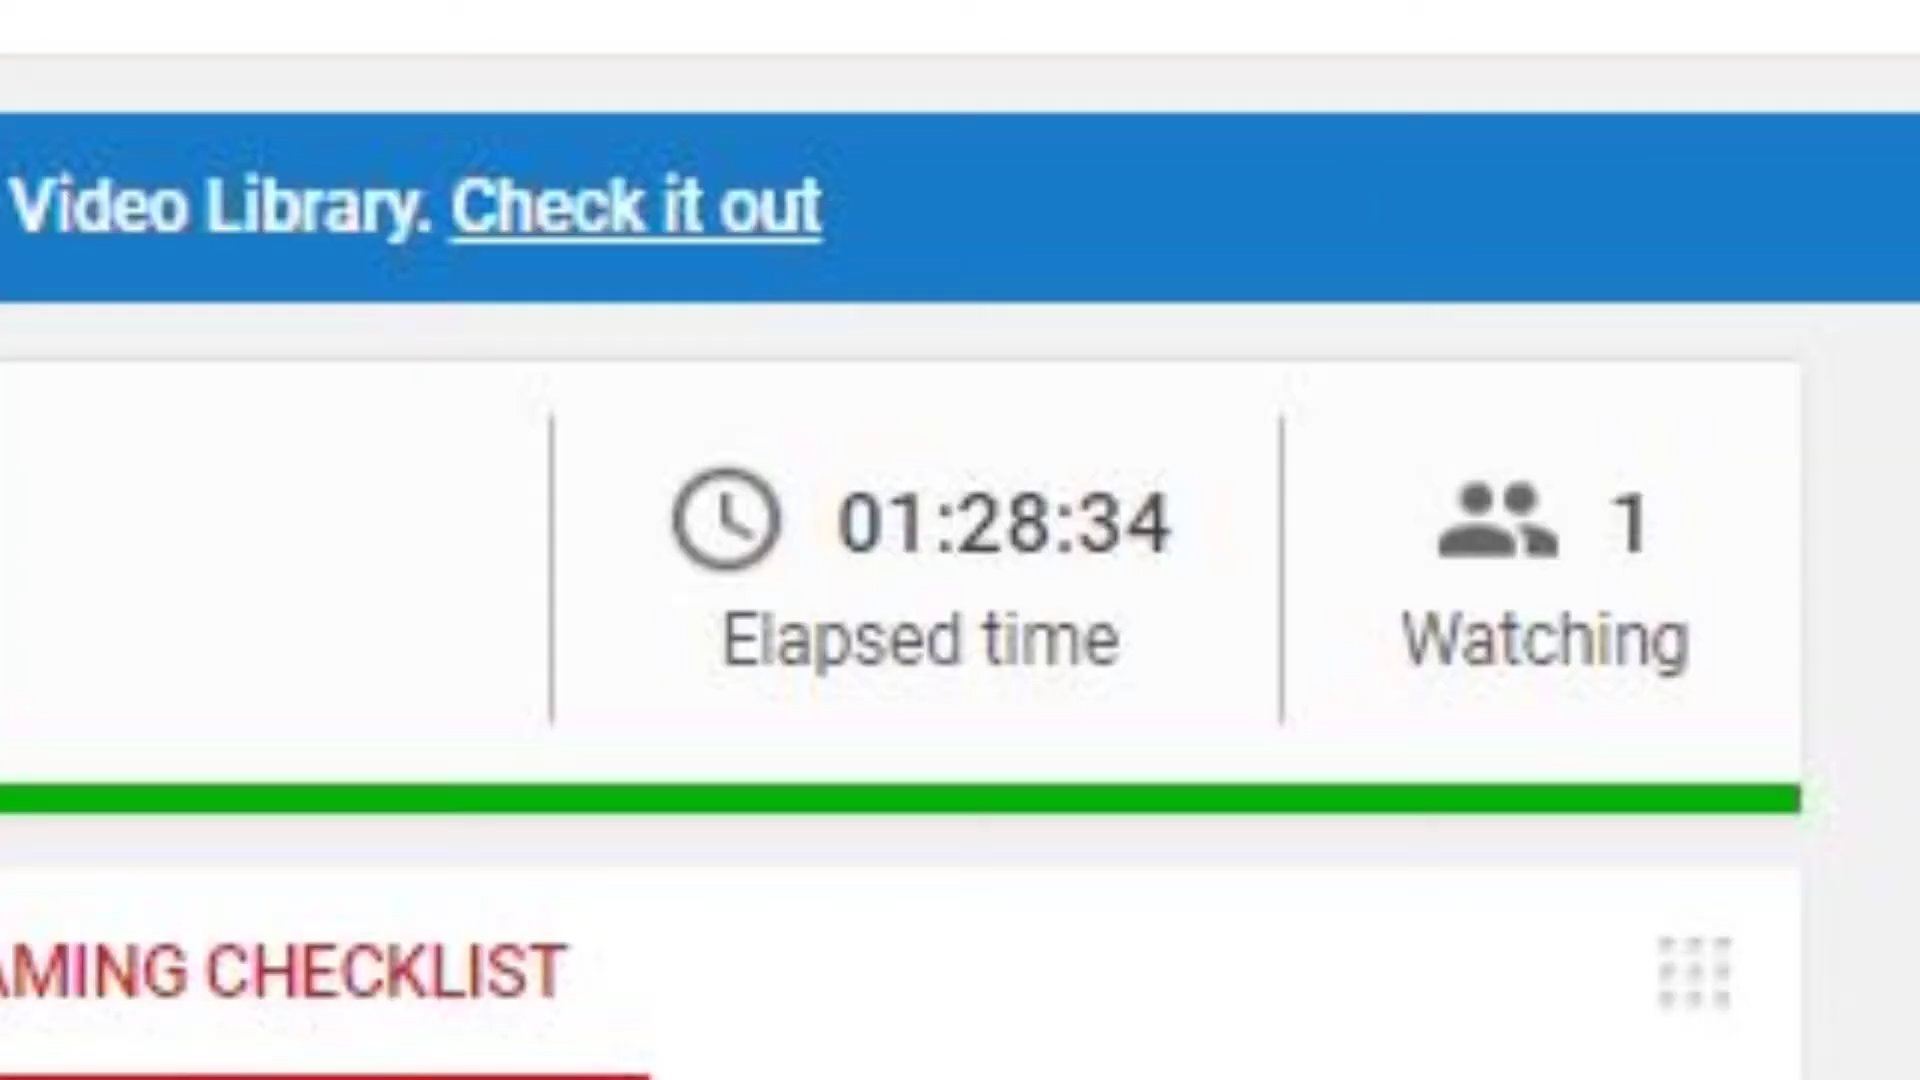 Video Library. Check it out
01:28:34
1
Elapsed time
Watching
AMING CHECKLIST